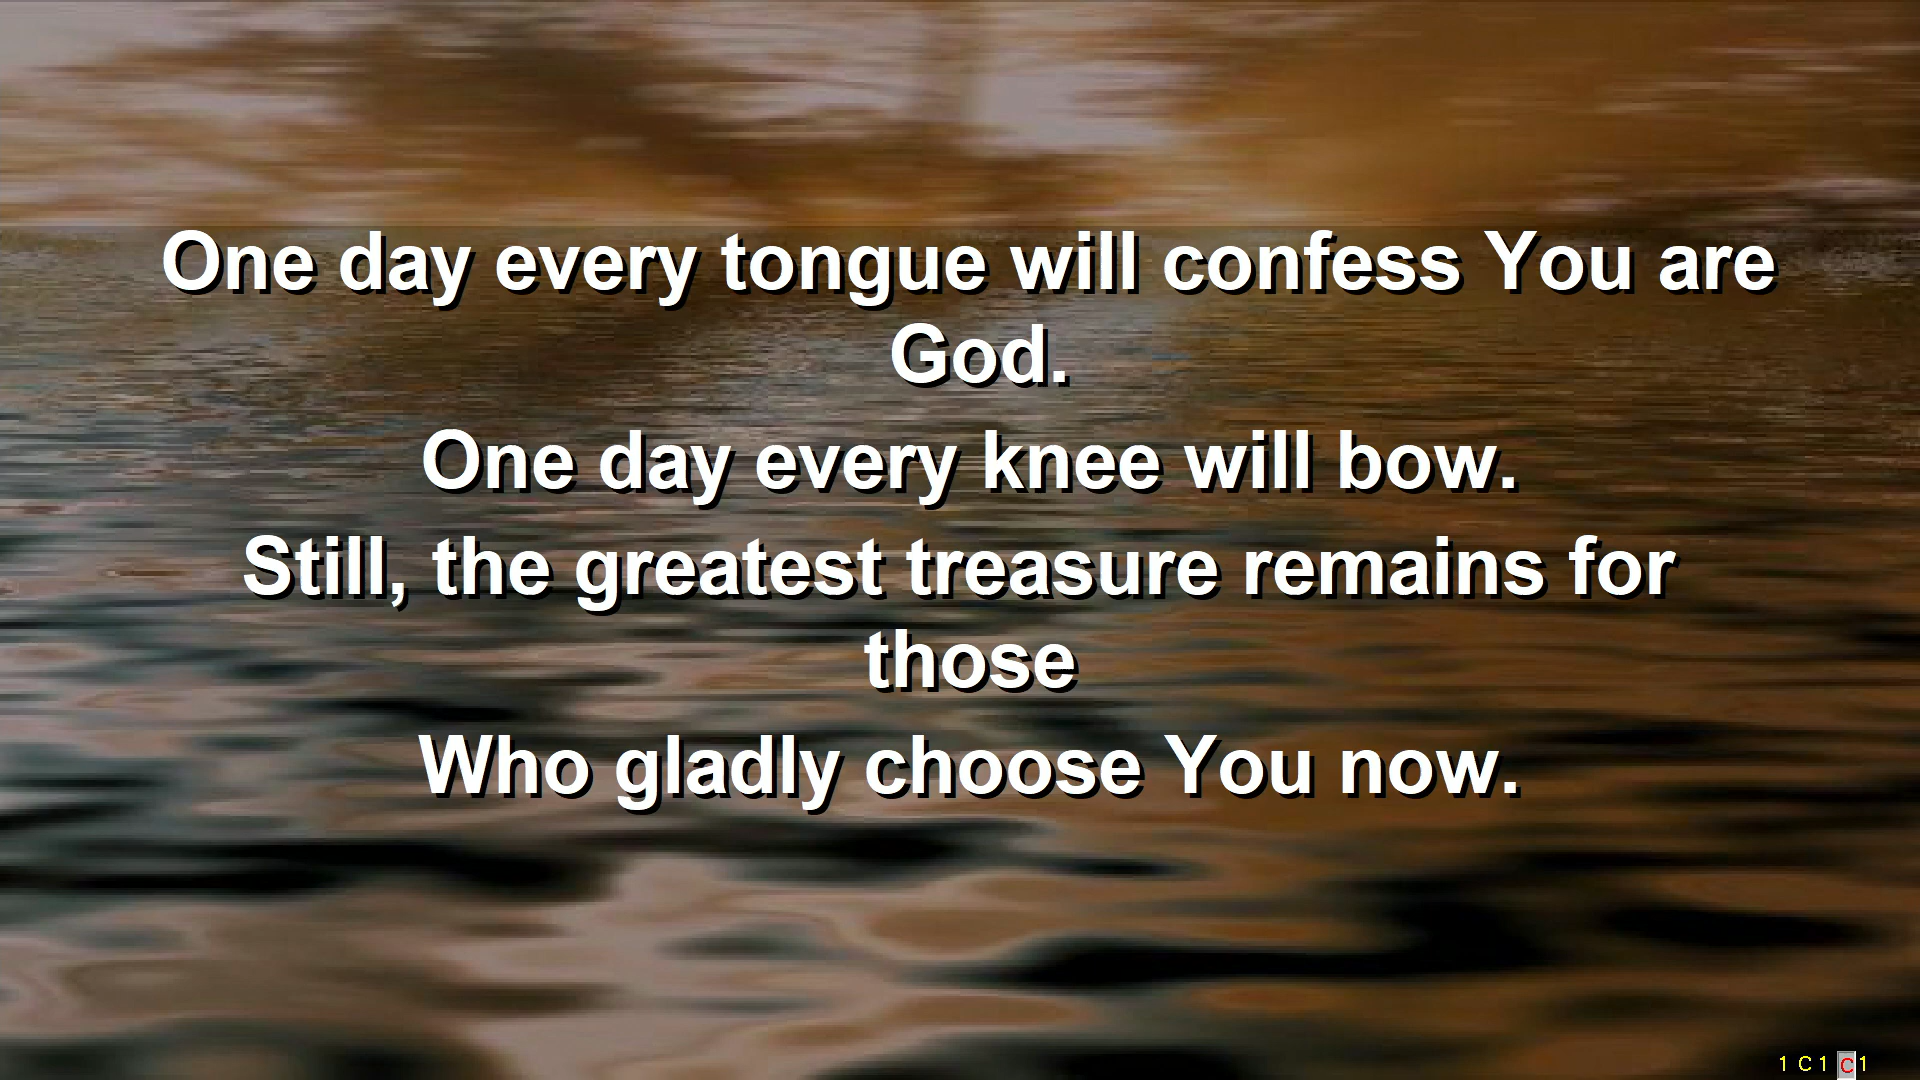 One day every tongue will confess You are
God.
One day every knee will bow.
Still, the greatest treasure remains for
those
Who gladly choose You now.
1 C 1 C 1